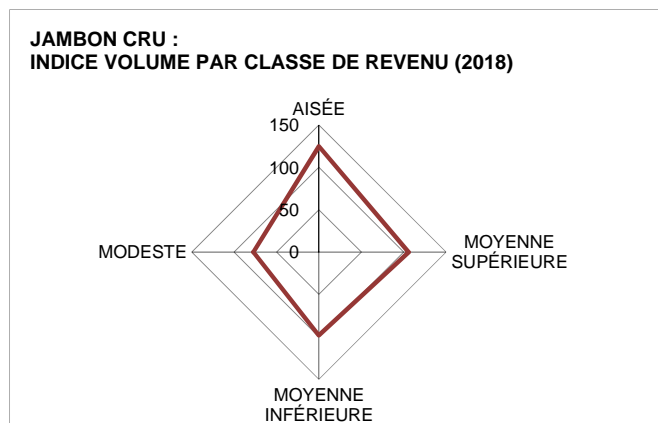 JAMBON CRU :
INDICE VOLUME PAR CLASSE DE REVENU (2018)
AISÉE
150
100
50
0
MODESTE
MOYENNE
SUPÉRIEURE
MOYENNE
INFÉRIEURE